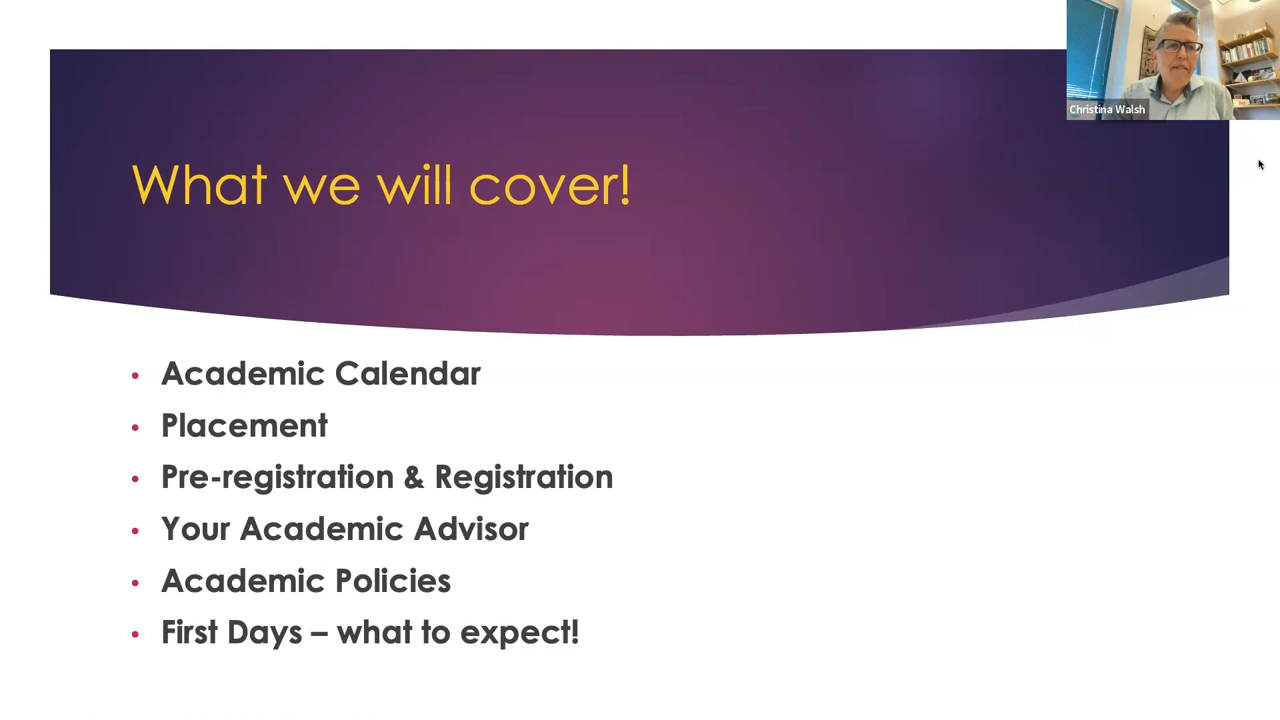 Christina Walsh
What we will cover!
• Academic Calendar
• Placement
• Pre-registration & Registration
• Your Academic Advisor
• Academic Policies
• First Days – what to expect!